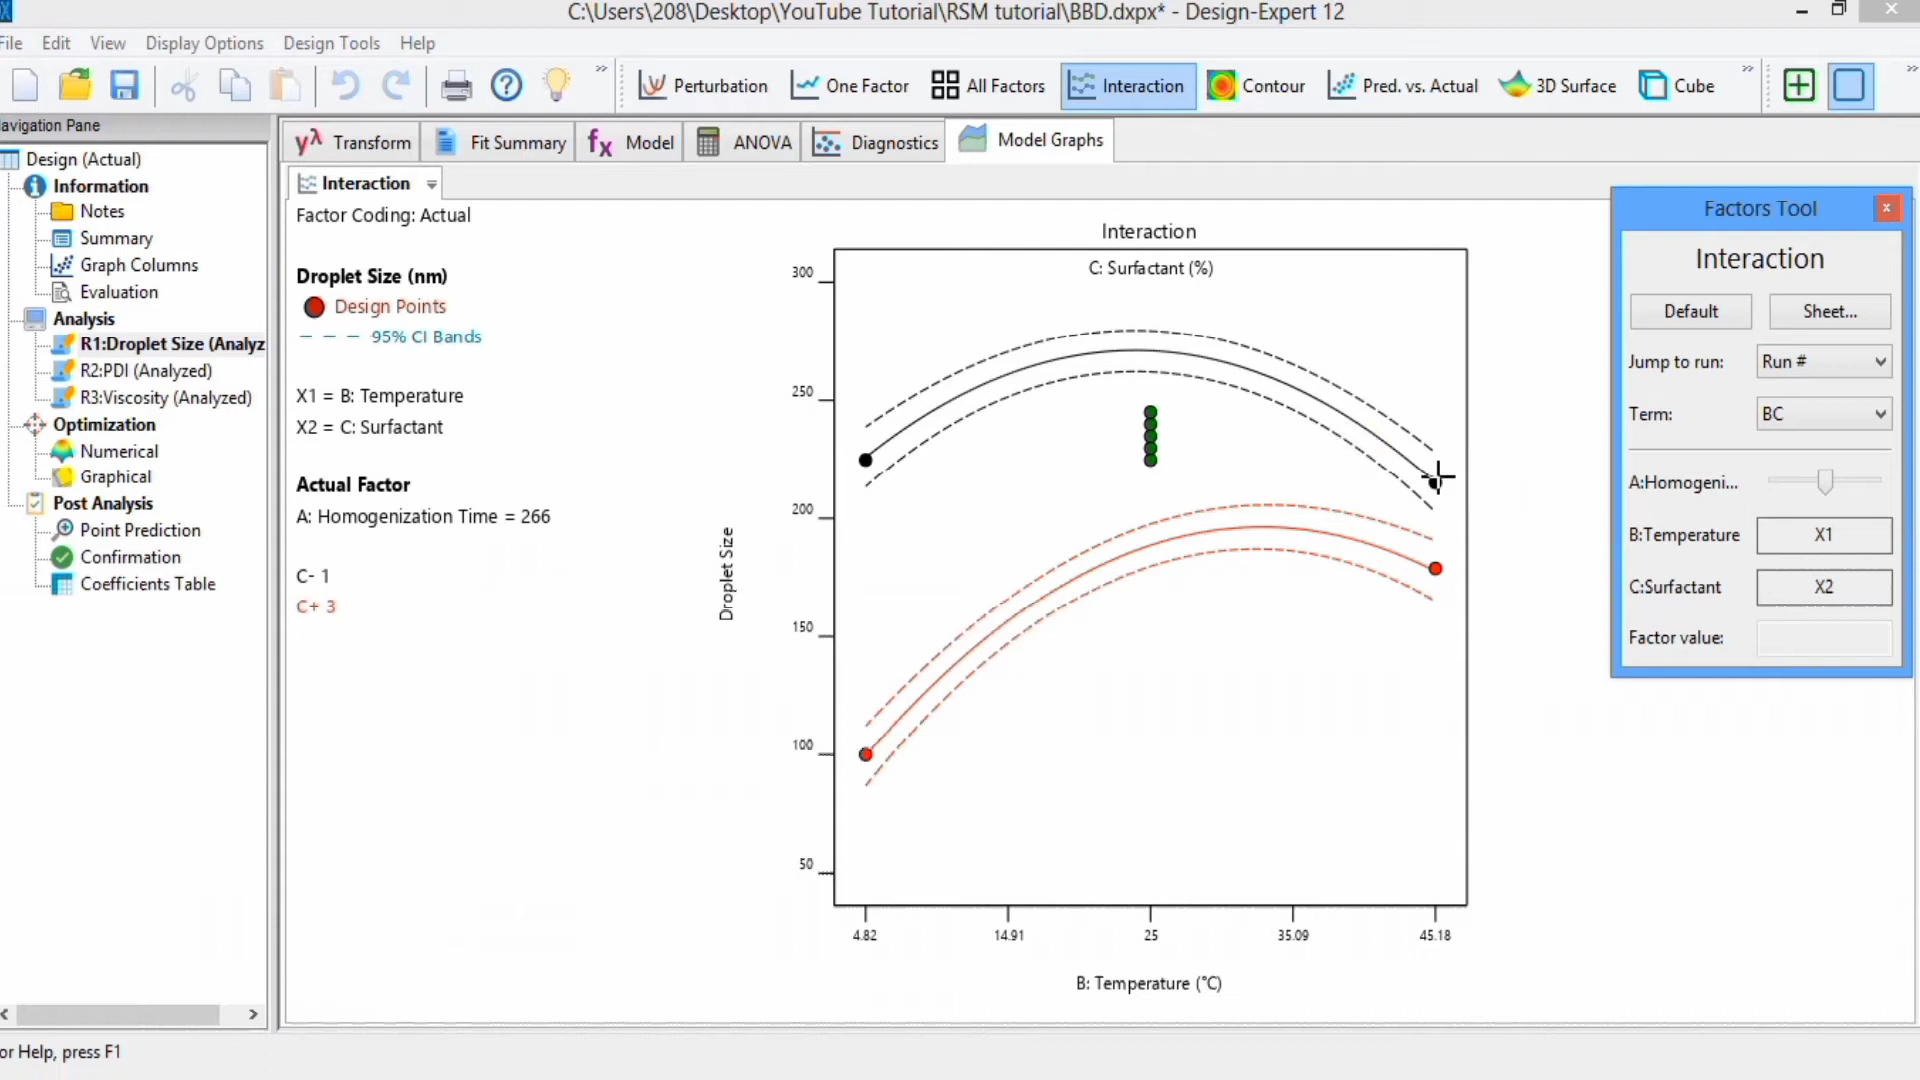 C:\Users\208\Desktop\YouTube Tutorial\RSM tutorial\BBD.dxpx* - Design-Expert 12
File Edit View Display Options Design Tools Help
Perturbation One Factor All Factors Interaction Contour Pred. vs. Actual 3D Surface Cube
avigation Pane
Design (Actual)
Information
Notes
Summary
Graph Columns
Evaluation
Analysis
R1:Droplet Size (Analyz
R2:PDI (Analyzed)
R3:Viscosity (Analyzed)
Optimization
Numerical
Graphical
Post Analysis
Point Prediction
Confirmation
Coefficients Table
yλ Transform Fit Summary fx Model ANOVA Diagnostics Model Graphs
Interaction
Factor Coding: Actual
Droplet Size (nm)
Design Points
95% CI Bands
X1 = B: Temperature
X2 = C: Surfactant
Actual Factor
A: Homogenization Time = 266
C- 1
C+ 3
Interaction
C: Surfactant (%)
300
250
200
150
100
50
Droplet Size
4.82 14.91 25 35.09 45.18
B: Temperature (°C)
Factors Tool x
Interaction
Default Sheet...
Jump to run: Run #
Term: BC
A:Homogeni...
B:Temperature X1
C:Surfactant X2
Factor value:
or Help, press F1